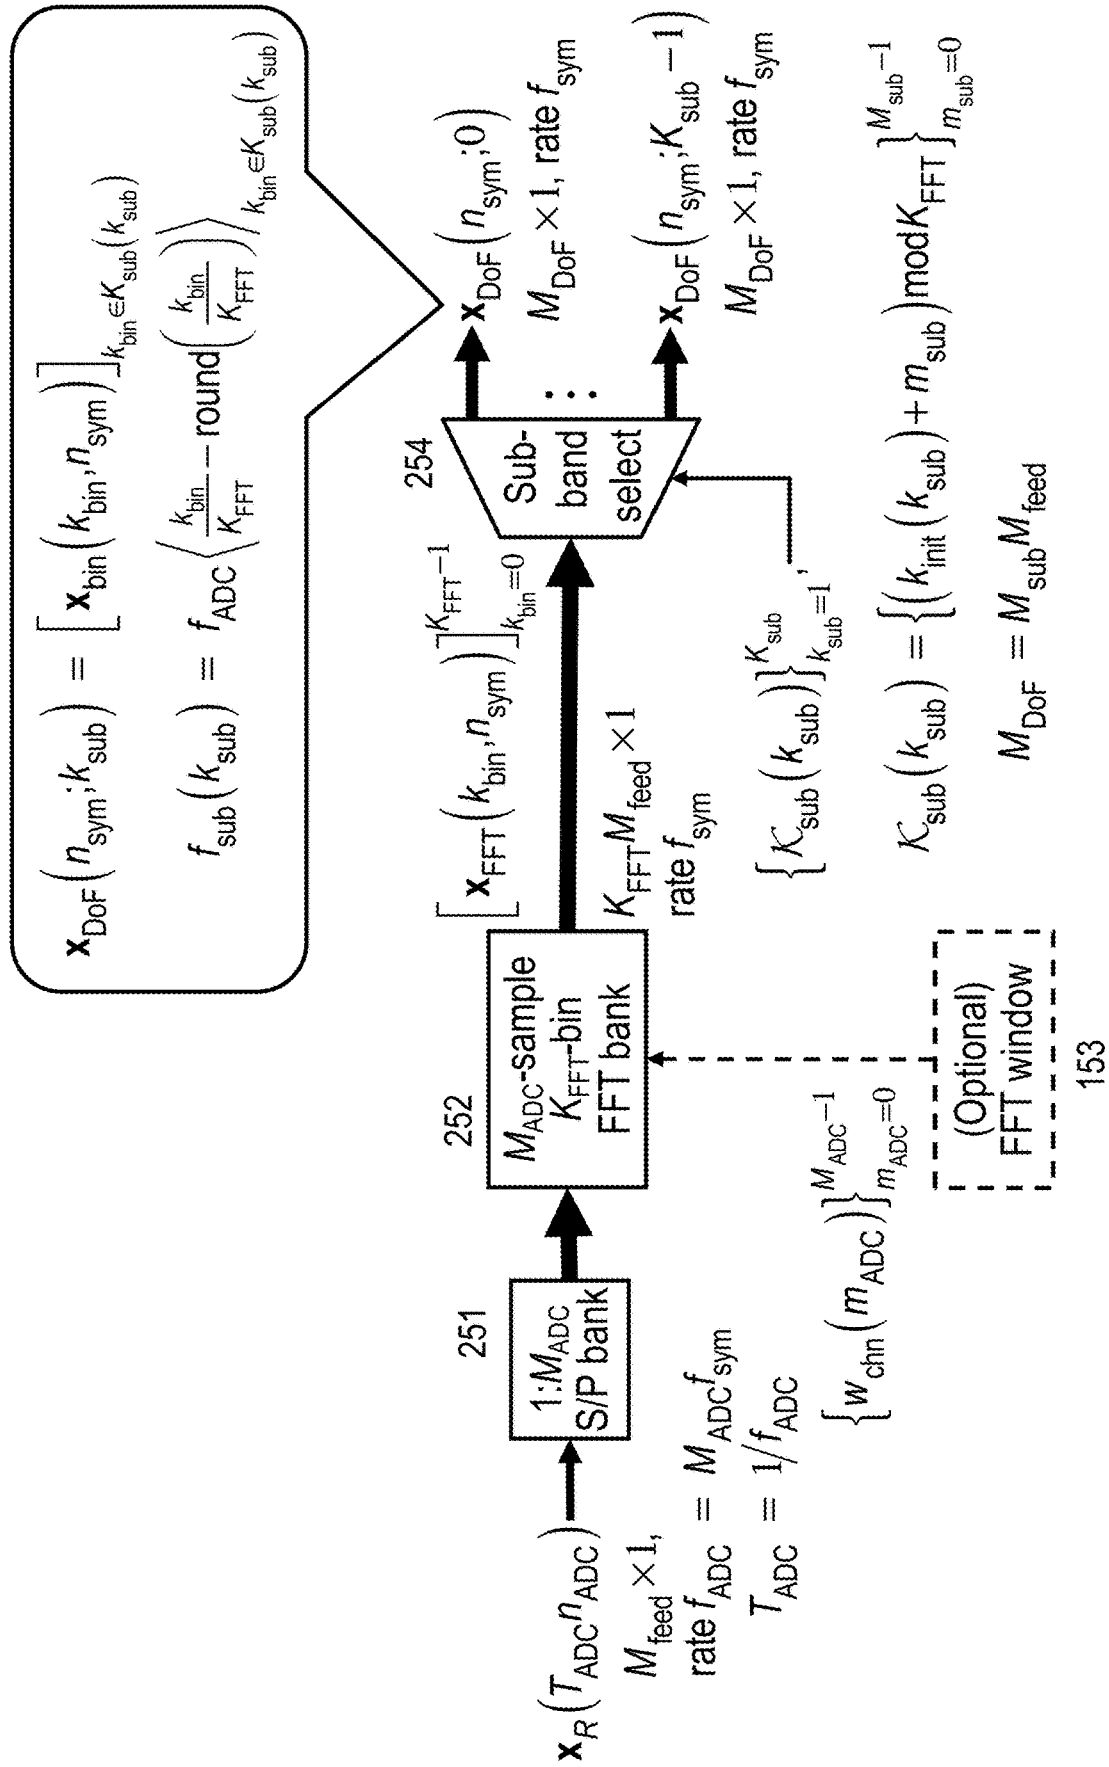 x_DoF(n_sym;k_sub) = [x_bin(k_bin,n_sym)]_{k_bin∈K_sub(k_sub)}
f_sub(k_sub) = f_ADC⟨k_bin/K_FFT − round(k_bin/K_FFT)⟩_{k_bin∈K_sub(k_sub)}
x_R(T_ADC n_ADC)
M_feed×1,
rate f_ADC = M_ADC f_sym
T_ADC = 1/f_ADC
251
1:M_ADC
S/P bank
252
M_ADC-sample
K_FFT-bin
FFT bank
{w_chn(m_ADC)}_{m_ADC=0}^{M_ADC−1}
(Optional)
FFT window
153
[x_FFT(k_bin,n_sym)]_{k_bin=0}^{K_FFT−1}
K_FFT M_feed×1
rate f_sym
254
Sub-
band
select
{𝒦_sub(k_sub)}_{k_sub=1}^{K_sub},
𝒦_sub(k_sub) = {(k_init(k_sub)+m_sub)mod K_FFT}_{m_sub=0}^{M_sub−1}
M_DoF = M_sub M_feed
x_DoF(n_sym;0)
M_DoF×1, rate f_sym
⋯
x_DoF(n_sym;K_sub−1)
M_DoF×1, rate f_sym